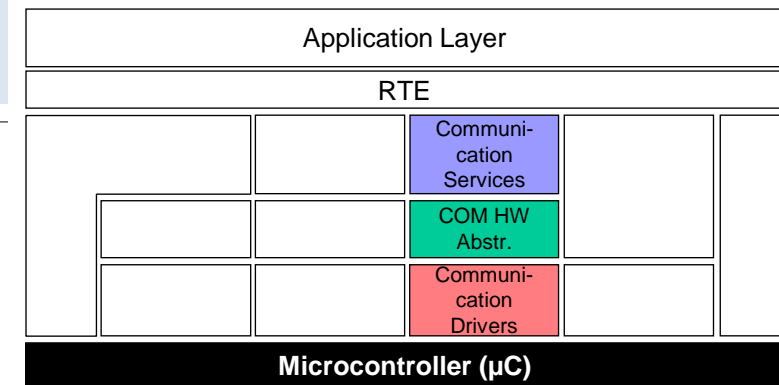 Application Layer
RTE
Communi-
cation
Services
COM HW
Abstr.
Communi-
cation
Drivers
Microcontroller (µC)